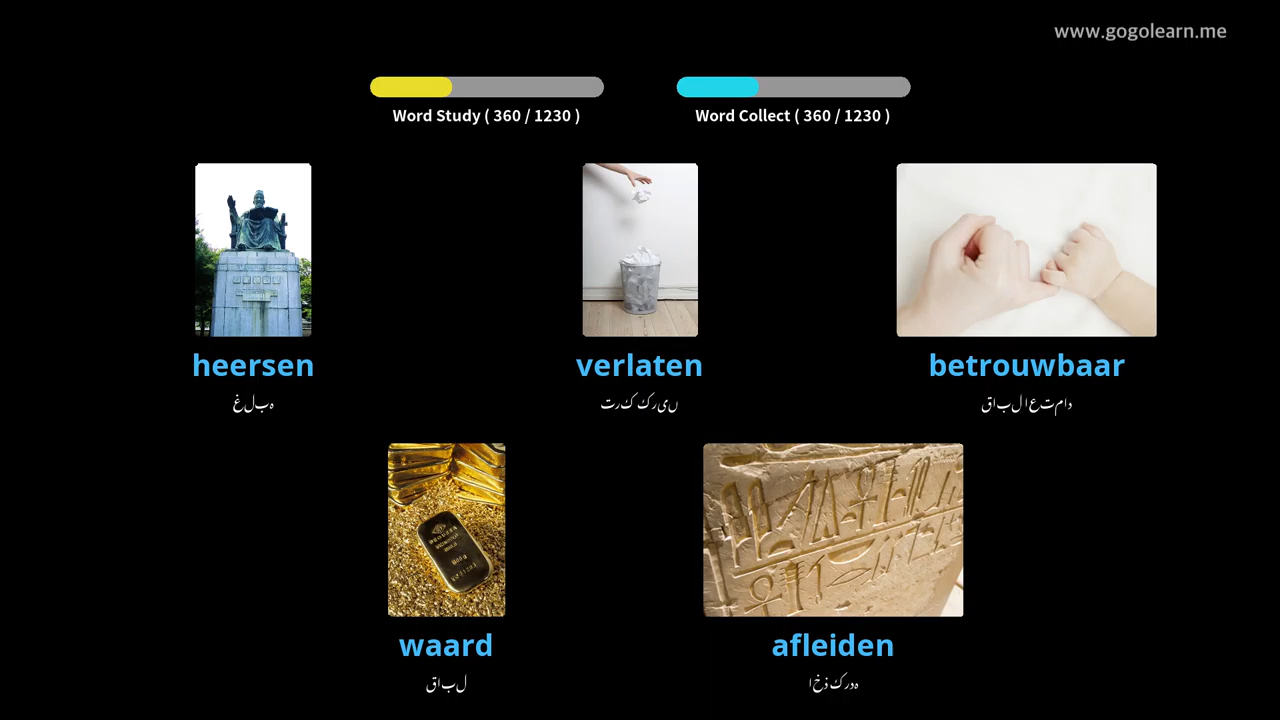 www.gogolearn.me
Word Study ( 360 / 1230 )
Word Collect ( 360 / 1230 )
heersen
غلبہ
verlaten
ترک کریں
betrouwbaar
قابل اعتماد
waard
قابل
afleiden
اخذ کردہ